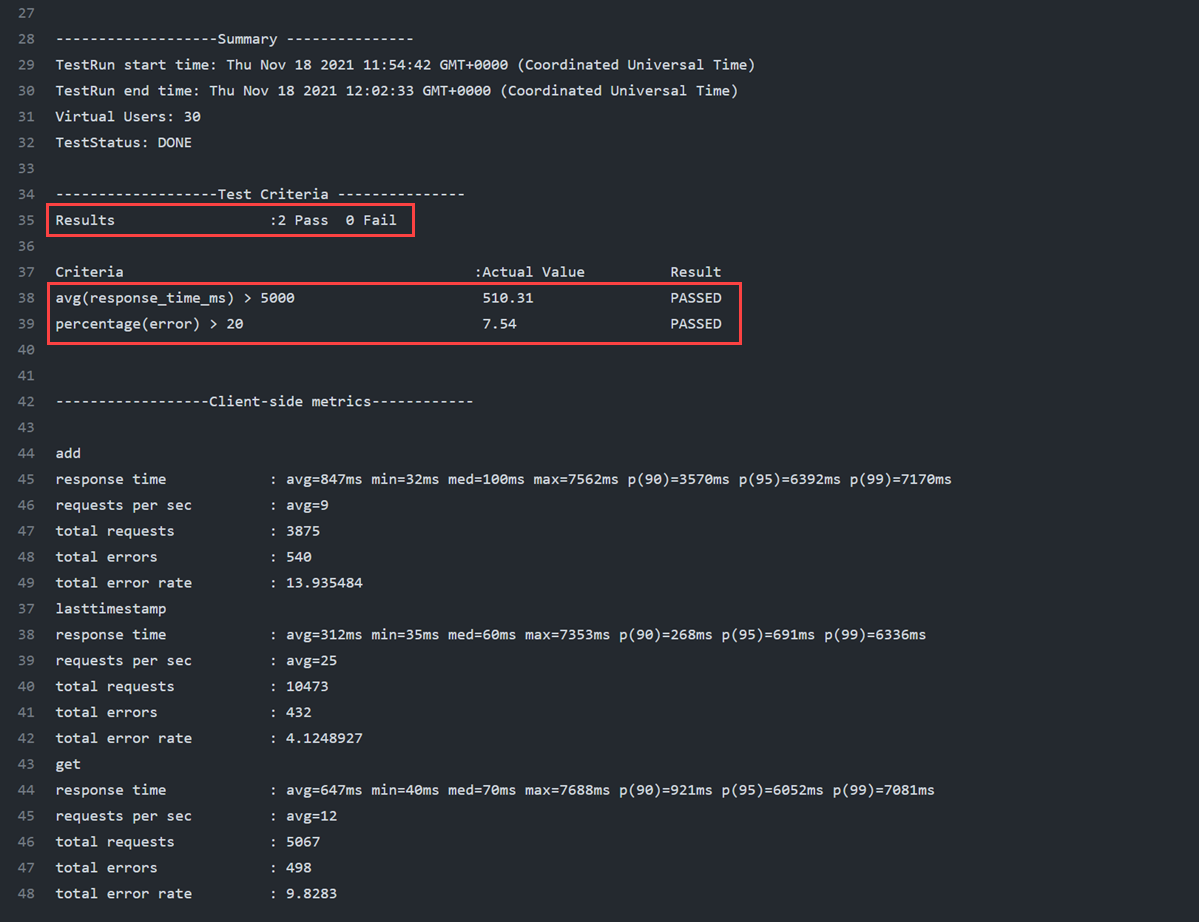 27
28 -------------------Summary ---------------
29 TestRun start time: Thu Nov 18 2021 11:54:42 GMT+0000 (Coordinated Universal Time)
30 TestRun end time: Thu Nov 18 2021 12:02:33 GMT+0000 (Coordinated Universal Time)
31 Virtual Users: 30
32 TestStatus: DONE
33
34 -------------------Test Criteria ---------------
35 Results :2 Pass 0 Fail
36
37 Criteria :Actual Value Result
38 avg(response_time_ms) > 5000 510.31 PASSED
39 percentage(error) > 20 7.54 PASSED
40
41
42 ------------------Client-side metrics------------
43
44 add
45 response time : avg=847ms min=32ms med=100ms max=7562ms p(90)=3570ms p(95)=6392ms p(99)=7170ms
46 requests per sec : avg=9
47 total requests : 3875
48 total errors : 540
49 total error rate : 13.935484
37 lasttimestamp
38 response time : avg=312ms min=35ms med=60ms max=7353ms p(90)=268ms p(95)=691ms p(99)=6336ms
39 requests per sec : avg=25
40 total requests : 10473
41 total errors : 432
42 total error rate : 4.1248927
43 get
44 response time : avg=647ms min=40ms med=70ms max=7688ms p(90)=921ms p(95)=6052ms p(99)=7081ms
45 requests per sec : avg=12
46 total requests : 5067
47 total errors : 498
48 total error rate : 9.8283